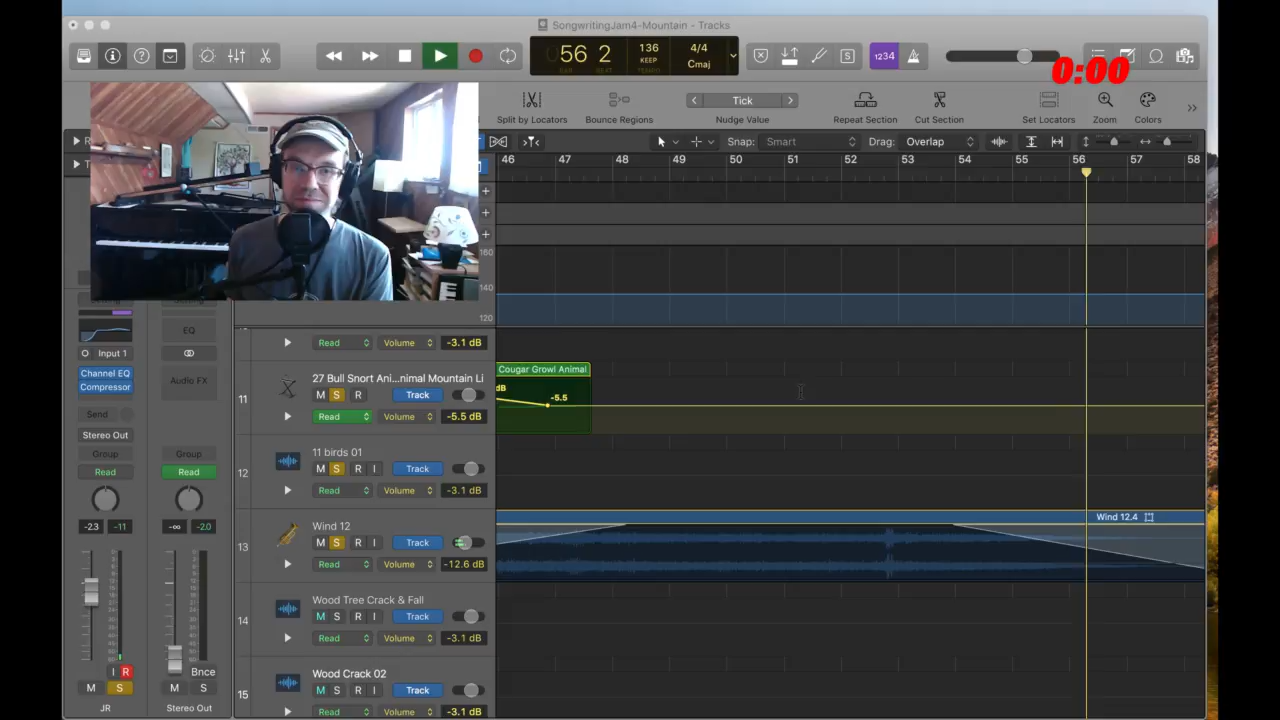 SongwritingJam4-Mountain - Tracks
56 2
136
KEEP
TEMPO
4/4
Cmaj
BAR
BEAT
S
1234
0:00
Split by Locators
Bounce Regions
Tick
Nudge Value
Repeat Section
Cut Section
Set Locators
Zoom
Colors
Snap: Smart
Drag: Overlap
46 47 48 49 50 51 52 53 54 55 56 57 58
160
140
120
Read Volume -3.1 dB
11
27 Bull Snort Ani...nimal Mountain Li
M S R Track
Read Volume -5.5 dB
Cougar Growl Animal
dB
-5.5
12
11 birds 01
M S R I Track
Read Volume -3.1 dB
13
Wind 12
M S R I Track
Read Volume -12.6 dB
Wind 12.4
14
Wood Tree Crack & Fall
M S R I Track
Read Volume -3.1 dB
15
Wood Crack 02
M S R I Track
Read Volume -3.1 dB
EQ
Input 1
Channel EQ
Compressor
Audio FX
Send
Stereo Out
Group Group
Read Read
-23 -11 -∞ -2.0
I R Bnce
M S M S
JR Stereo Out